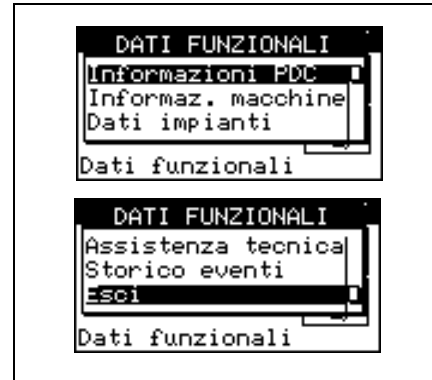 DATI FUNZIONALI
Informazioni PDC
Informaz. macchine
Dati impianti
Dati funzionali
DATI FUNZIONALI
Assistenza tecnica
Storico eventi
Esci
Dati funzionali